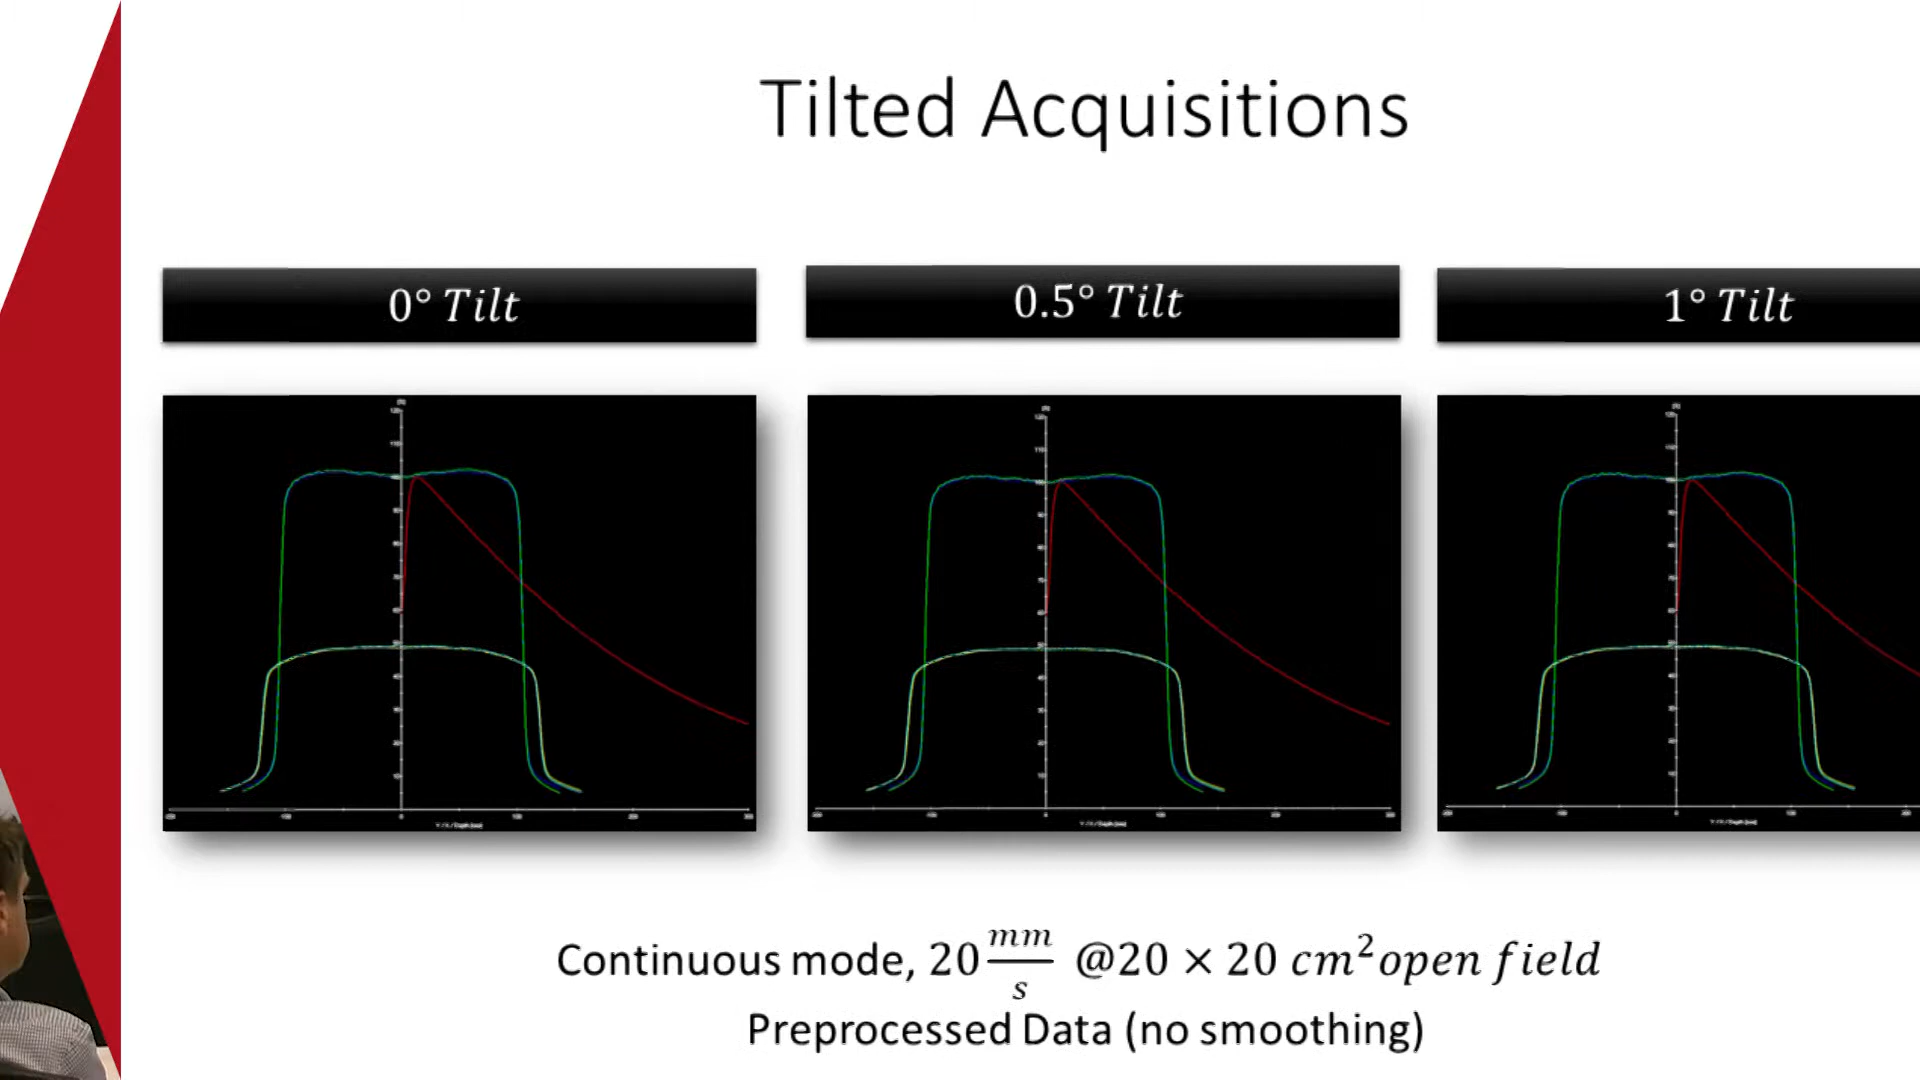 Tilted Acquisitions
0° Tilt
0.5° Tilt
1° Tilt
Continuous mode, 20 mm/s @20 × 20 cm² open field
Preprocessed Data (no smoothing)